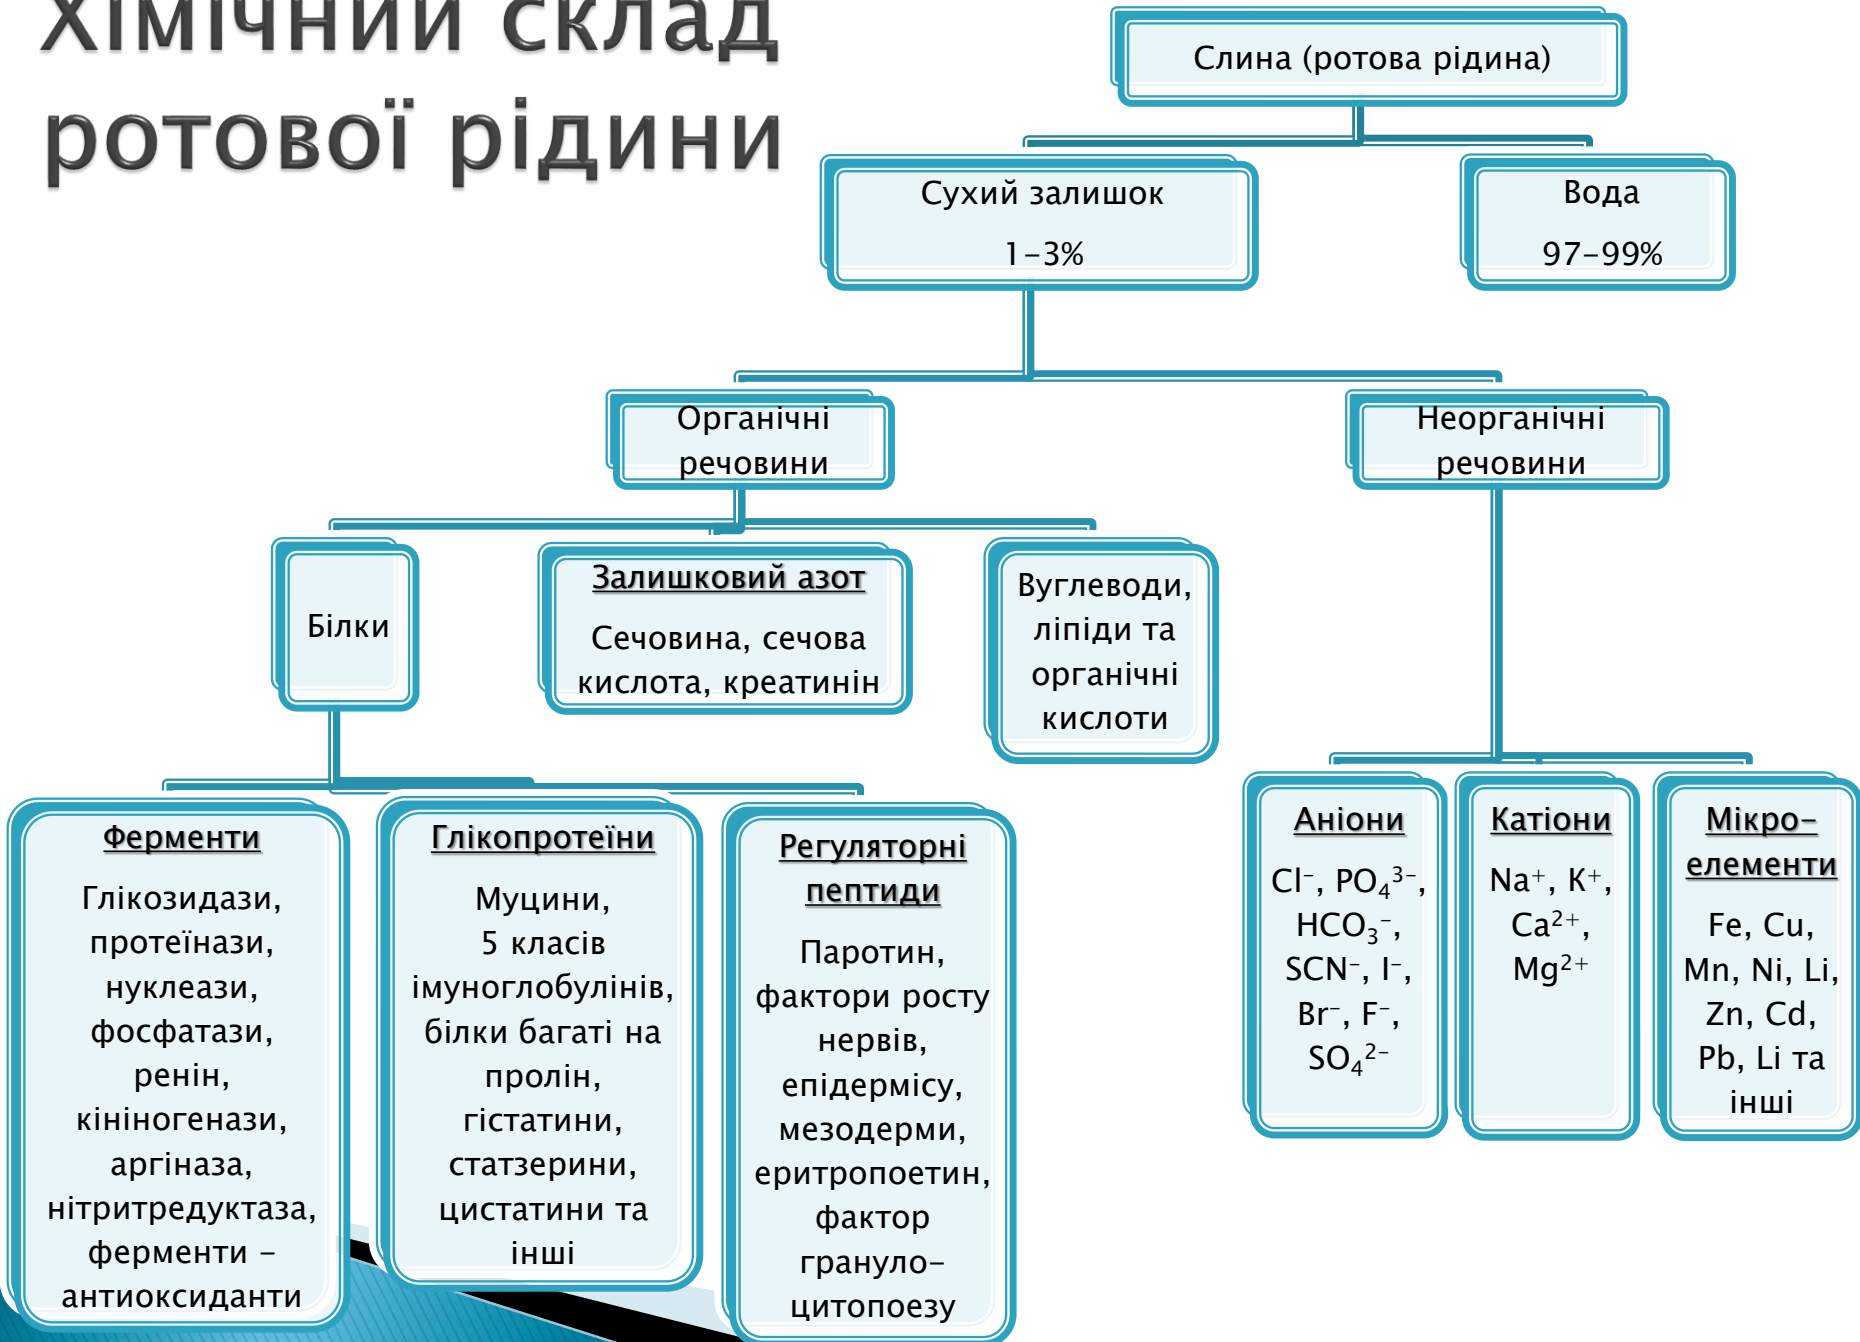 Хімічний склад
ротової рідини
Слина (ротова рідина)
Сухий залишок
1-3%
Вода
97-99%
Органічні
речовини
Неорганічні
речовини
Білки
Залишковий азот
Сечовина, сечова
кислота, креатинін
Вуглеводи,
ліпіди та
органічні
кислоти
Ферменти
Глікозидази,
протеїнази,
нуклеази,
фосфатази,
ренін,
кініногенази,
аргіназа,
нітритредуктаза,
ферменти -
антиоксиданти
Глікопротеїни
Муцини,
5 класів
імуноглобулінів,
білки багаті на
пролін,
гістатини,
статзерини,
цистатини та
інші
Регуляторні
пептиди
Паротин,
фактори росту
нервів,
епідермісу,
мезодерми,
еритропоетин,
фактор
грануло-
цитопоезу
Аніони
Cl⁻, PO₄³⁻,
HCO₃⁻,
SCN⁻, I⁻,
Br⁻, F⁻,
SO₄²⁻
Катіони
Na⁺, K⁺,
Ca²⁺,
Mg²⁺
Мікро-
елементи
Fe, Cu,
Mn, Ni, Li,
Zn, Cd,
Pb, Li та
інші